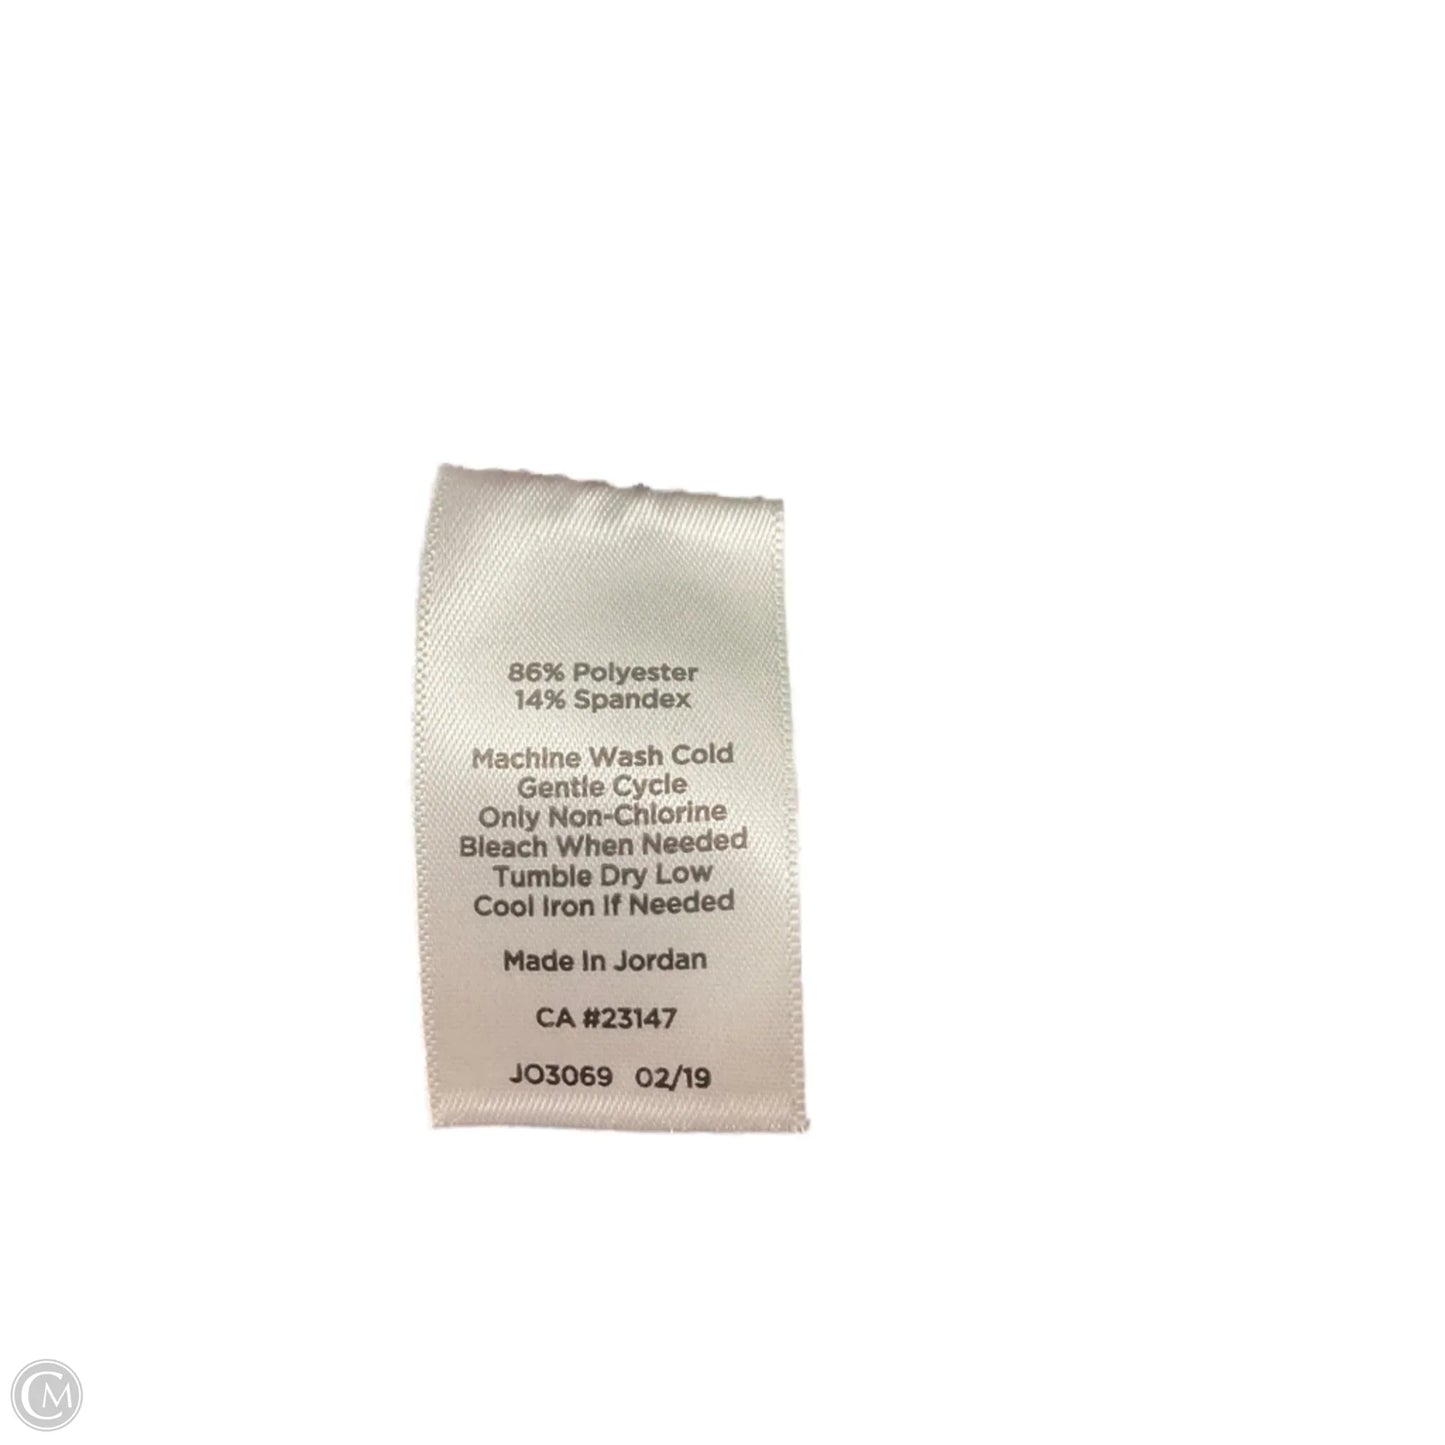 86% Polyester
14% Spandex
Machine Wash Cold
Gentle Cycle
Only Non-Chlorine
Bleach When Needed
Tumble Dry Low
Cool Iron If Needed
Made In Jordan
CA #23147
JO3069 02/19
CM